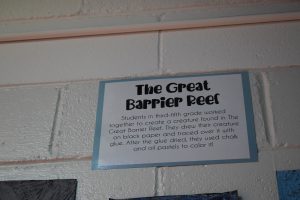 The Great
Barrier Reef
Students in third-fifth grade worked
together to create a creature found in The
Great Barrier Reef. They drew their creature
on black paper and traced over it with
glue. After the glue dried, they used chalk
and oil pastels to color it!